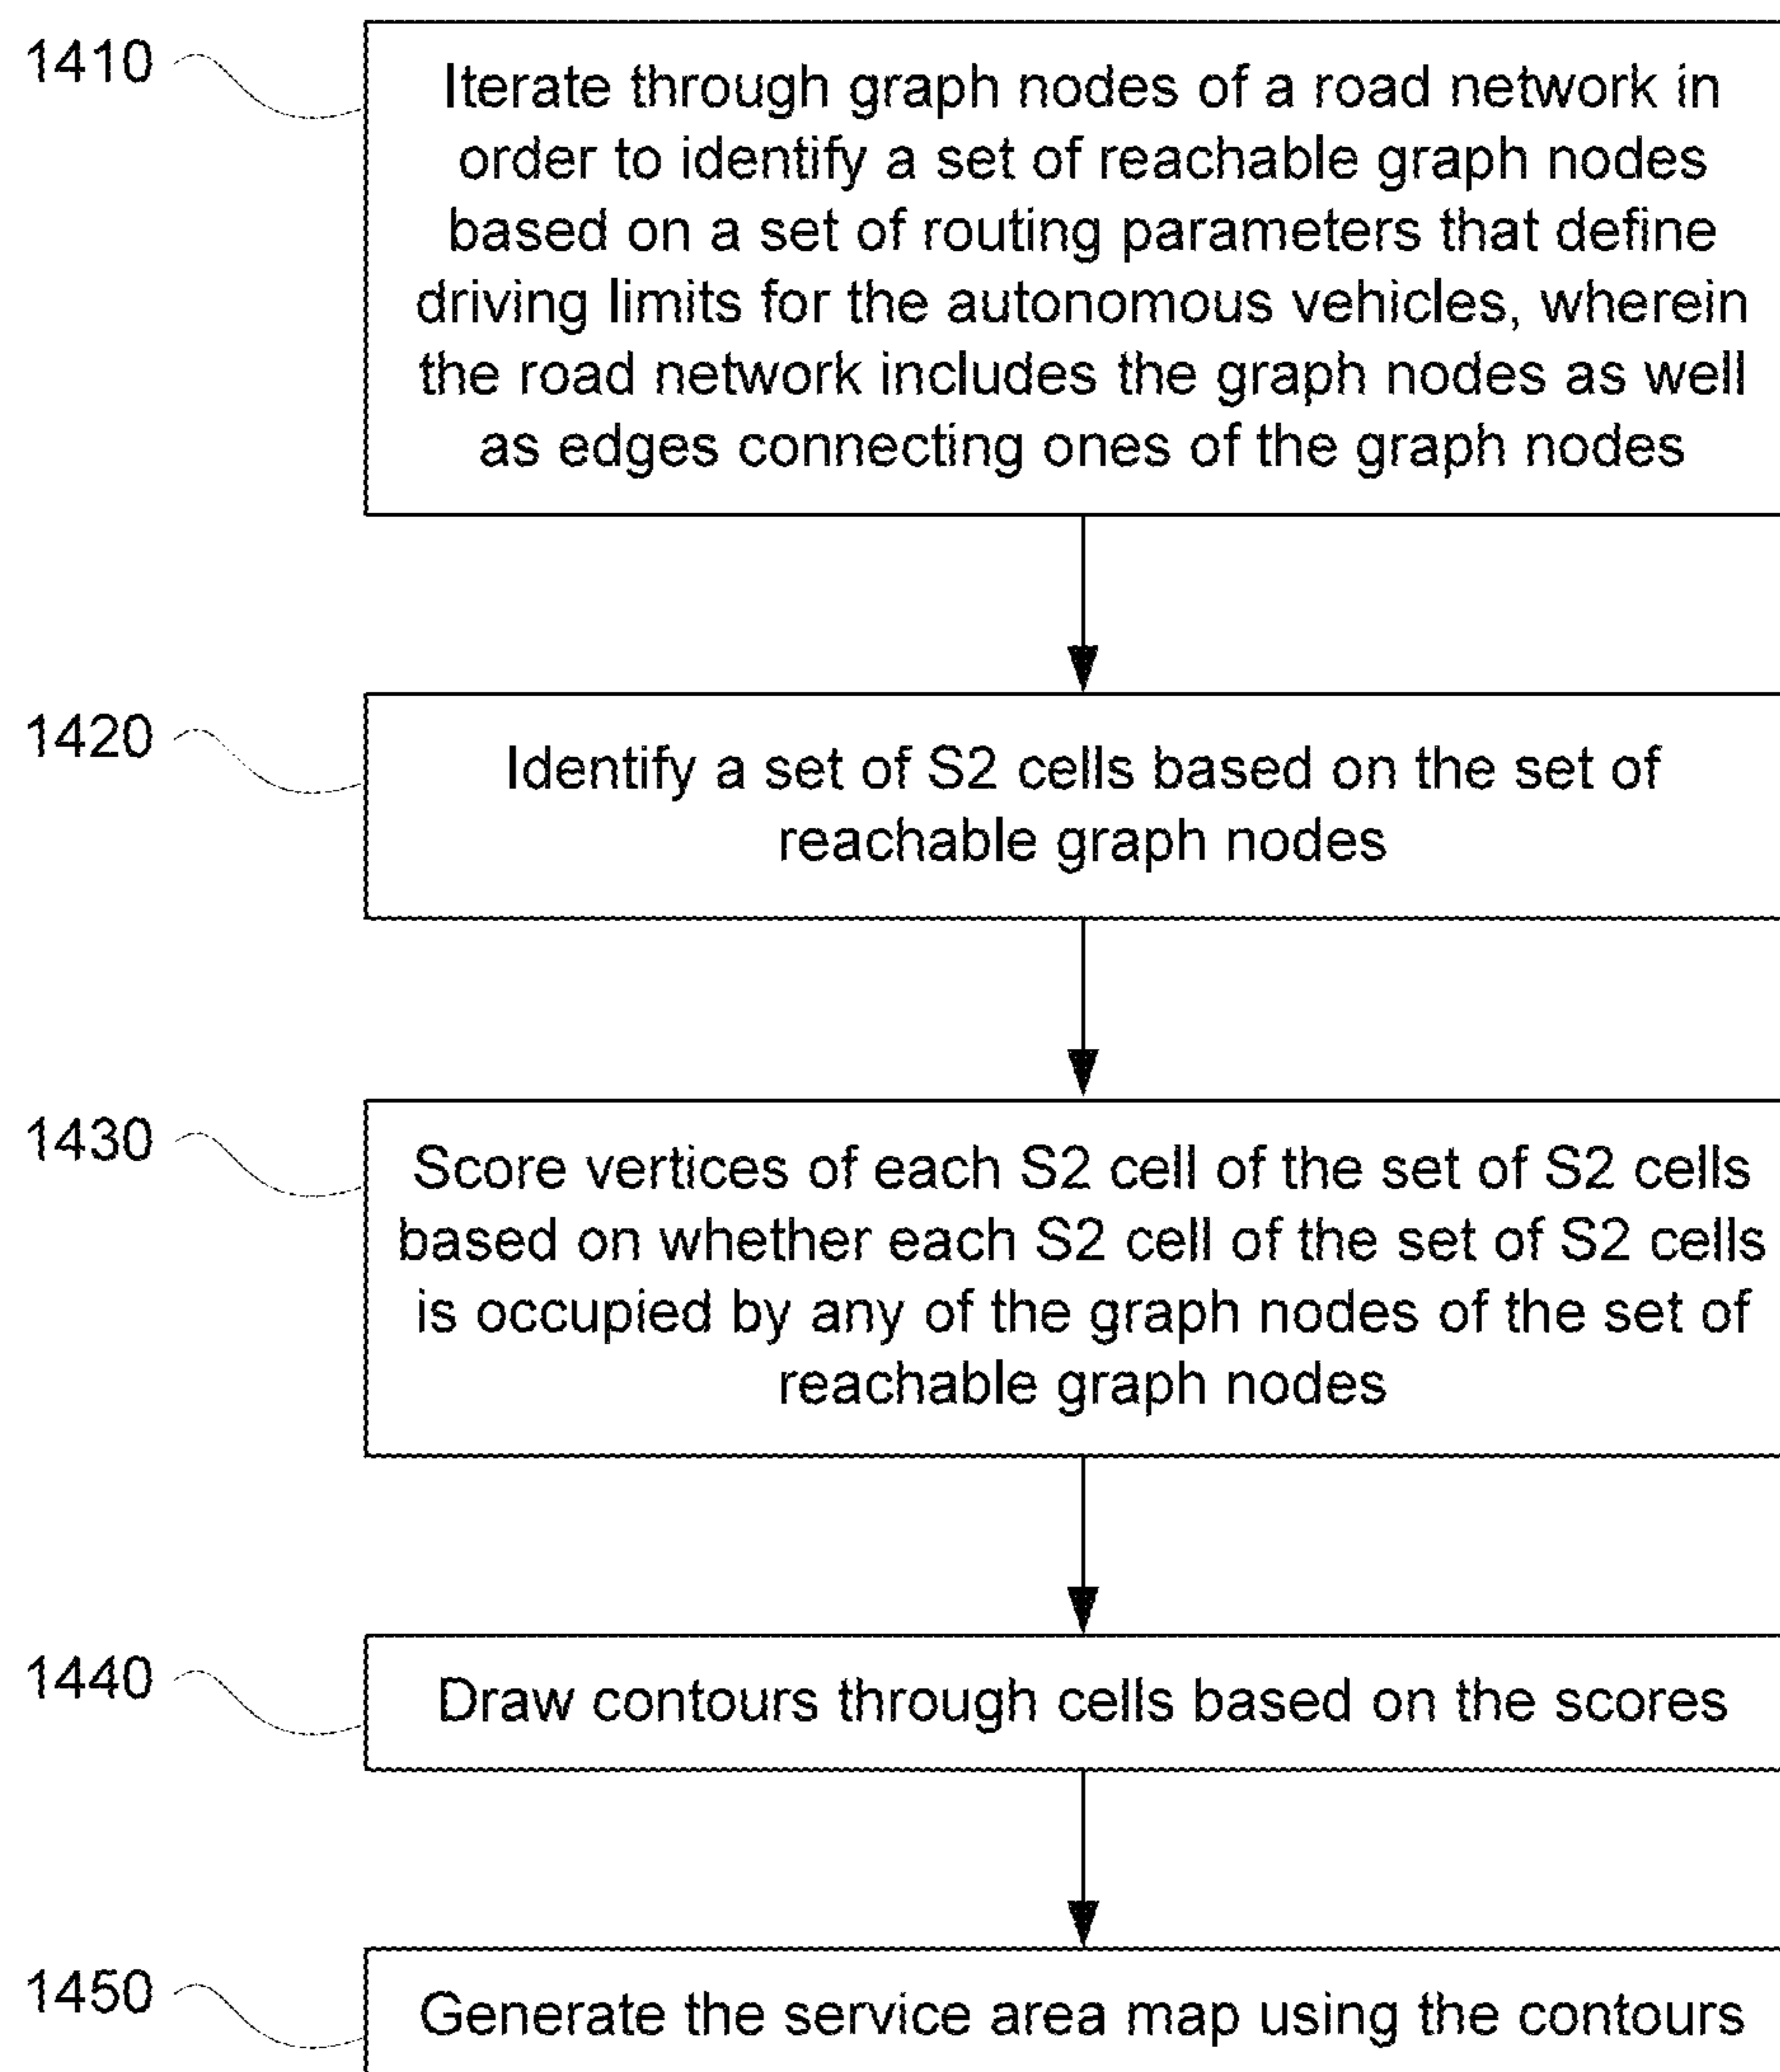 1410
Iterate through graph nodes of a road network in
order to identify a set of reachable graph nodes
based on a set of routing parameters that define
driving limits for the autonomous vehicles, wherein
the road network includes the graph nodes as well
as edges connecting ones of the graph nodes
1420
Identify a set of S2 cells based on the set of
reachable graph nodes
1430
Score vertices of each S2 cell of the set of S2 cells
based on whether each S2 cell of the set of S2 cells
is occupied by any of the graph nodes of the set of
reachable graph nodes
1440
Draw contours through cells based on the scores
1450
Generate the service area map using the contours